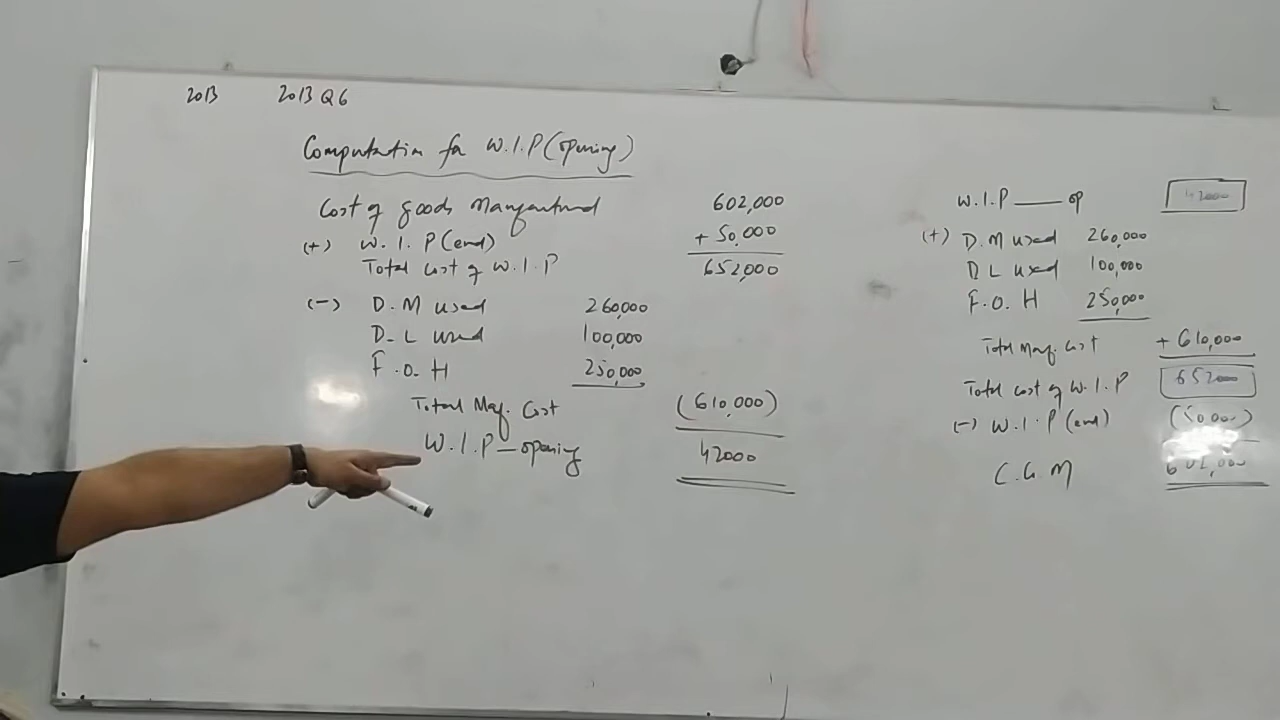 2013 2013 Q6
Computation for W.I.P (opening)
Cost of goods Manufactured 602,000
(+) W.I.P (end) + 50,000
Total Cost of W.I.P 652,000
(-) D.M used 260,000
D-L used 100,000
F.O.H 250,000
Total Manf. Cost (610,000)
W.I.P - opening 42000
W.I.P — op 42000
(+) D.M used 260,000
D L used 100,000
F.O.H 250,000
Total Manf. Cost + 610,000
Total cost of W.I.P 652000
(-) W.I.P (end) (50,000)
C.G.M 602,000